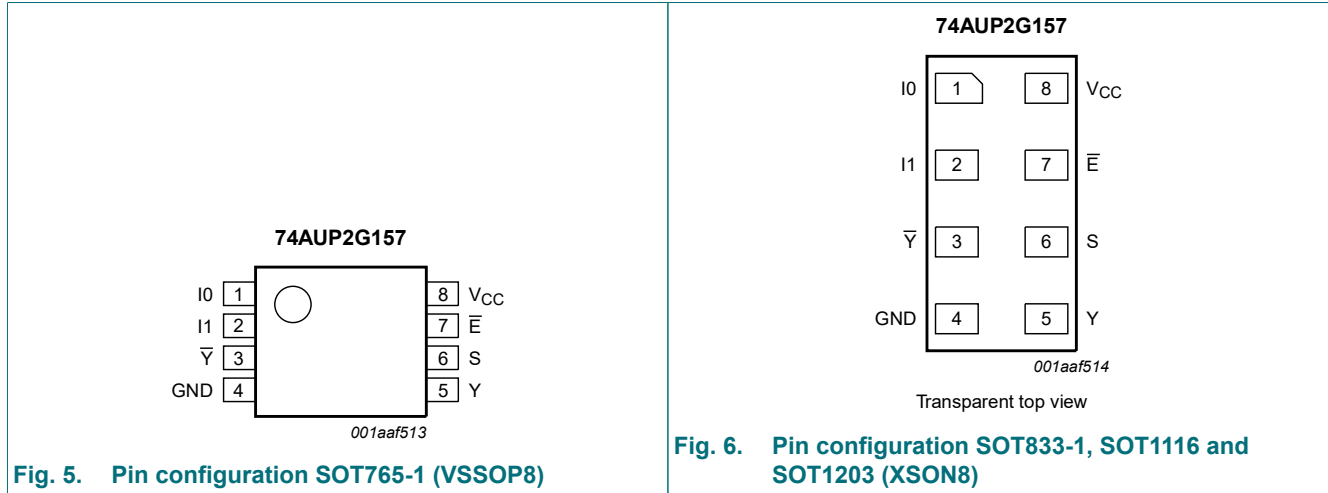 74AUP2G157
I0 1 8 VCC
I1 2 7 E̅
Y̅ 3 6 S
GND 4 5 Y
001aaf513
Fig. 5. Pin configuration SOT765-1 (VSSOP8)
74AUP2G157
I0 1 8 VCC
I1 2 7 E̅
Y̅ 3 6 S
GND 4 5 Y
001aaf514
Transparent top view
Fig. 6. Pin configuration SOT833-1, SOT1116 and
SOT1203 (XSON8)